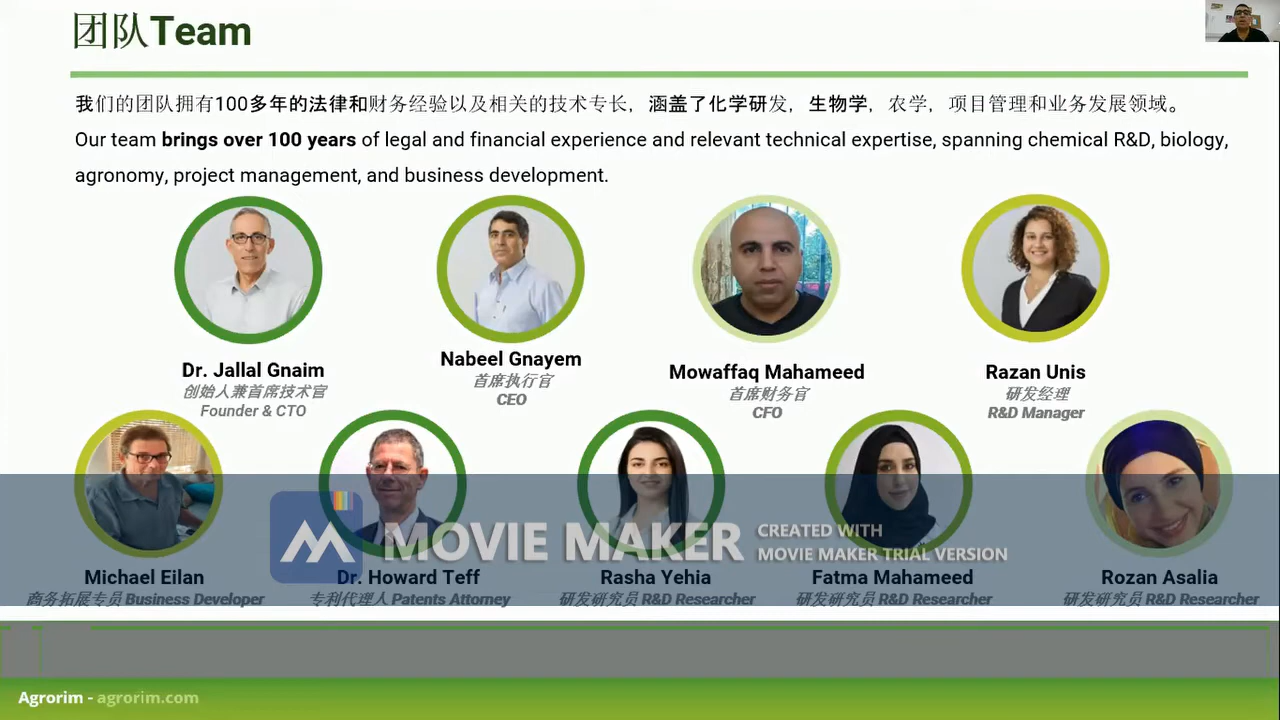 团队Team
我们的团队拥有100多年的法律和财务经验以及相关的技术专长，涵盖了化学研发，生物学，农学，项目管理和业务发展领域。
Our team brings over 100 years of legal and financial experience and relevant technical expertise, spanning chemical R&D, biology,
agronomy, project management, and business development.
Dr. Jallal Gnaim
创始人兼首席技术官
Founder & CTO
Nabeel Gnayem
首席执行官
CEO
Mowaffaq Mahameed
首席财务官
CFO
Razan Unis
研发经理
R&D Manager
MOVIE MAKER
CREATED WITH
MOVIE MAKER TRIAL VERSION
Michael Eilan
商务拓展专员 Business Developer
Dr. Howard Teff
专利代理人 Patents Attorney
Rasha Yehia
研发研究员 R&D Researcher
Fatma Mahameed
研发研究员 R&D Researcher
Rozan Asalia
研发研究员 R&D Researcher
Agrorim - agrorim.com